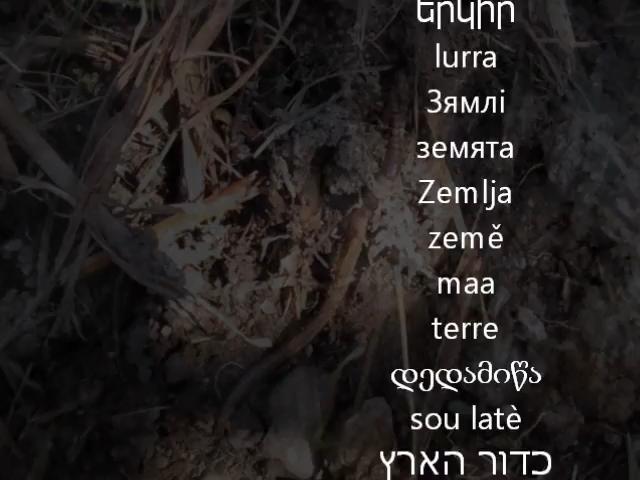 երկիր
lurra
Зямлі
земята
Zemlja
země
maa
terre
დედამიწა
sou latè
כדור הארץ